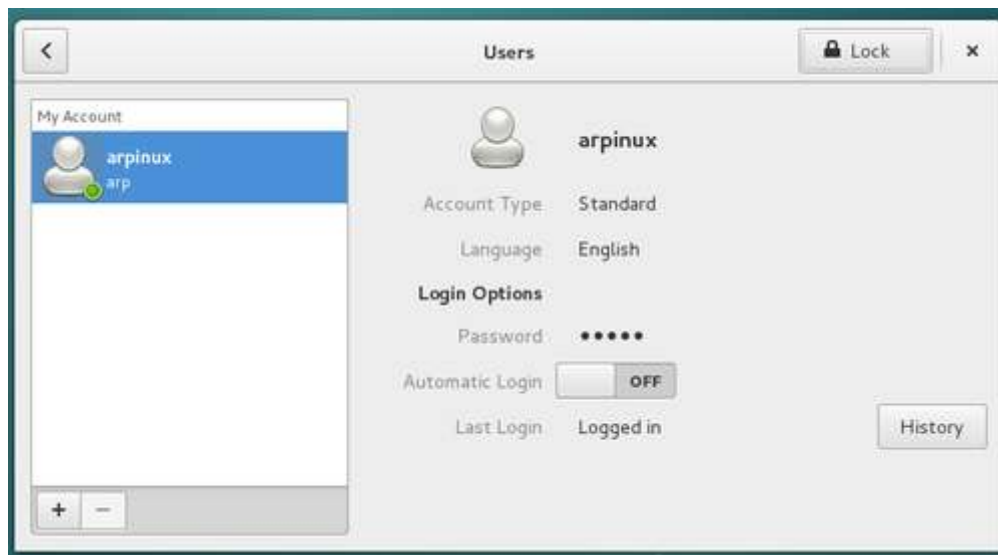 Users
Lock
My Account
arpinux
arp
arpinux
Account Type Standard
Language English
Login Options
Password •••••
Automatic Login OFF
Last Login Logged in
History